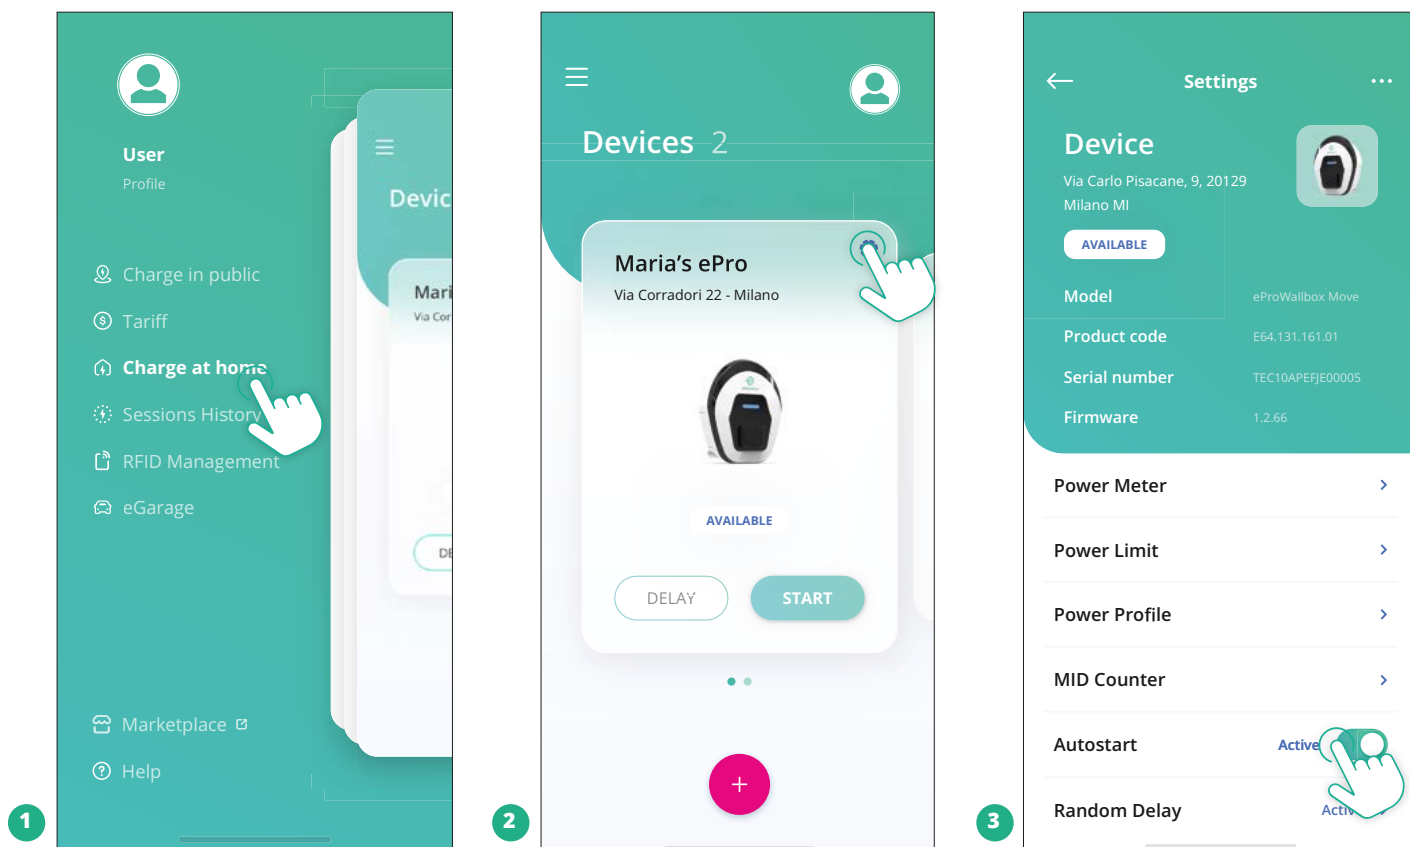 User
Profile
Charge in public
Tariff
Charge at home
Sessions History
RFID Management
eGarage
Marketplace
Help
Devic
Mari
Via Cor
1
Devices 2
Maria's ePro
Via Corradori 22 - Milano
AVAILABLE
DELAY
START
+
2
Settings
Device
Via Carlo Pisacane, 9, 20129
Milano MI
AVAILABLE
Model eProWallbox Move
Product code E64.131.161.01
Serial number TEC10APEFJE00005
Firmware 1.2.66
Power Meter
Power Limit
Power Profile
MID Counter
Autostart Active
Random Delay
3